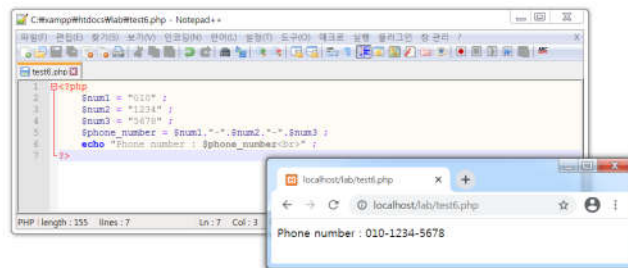 C:\xampp\htdocs\lab\test6.php - Notepad++
파일(F) 편집(E) 찾기(S) 보기(V) 인코딩(N) 언어(L) 설정(T) 도구(O) 매크로 실행 플러그인 창 관리 ? X
test6.php
1 <?php
2 $num1 = "010" ;
3 $num2 = "1234" ;
4 $num3 = "5678" ;
5 $phone_number = $num1."-".$num2."-".$num3 ;
6 echo "Phone number : $phone_number<br>" ;
7 ?>
PHP length : 155 lines : 7 Ln : 7 Col : 3
localhost/lab/test6.php
localhost/lab/test6.php
Phone number : 010-1234-5678